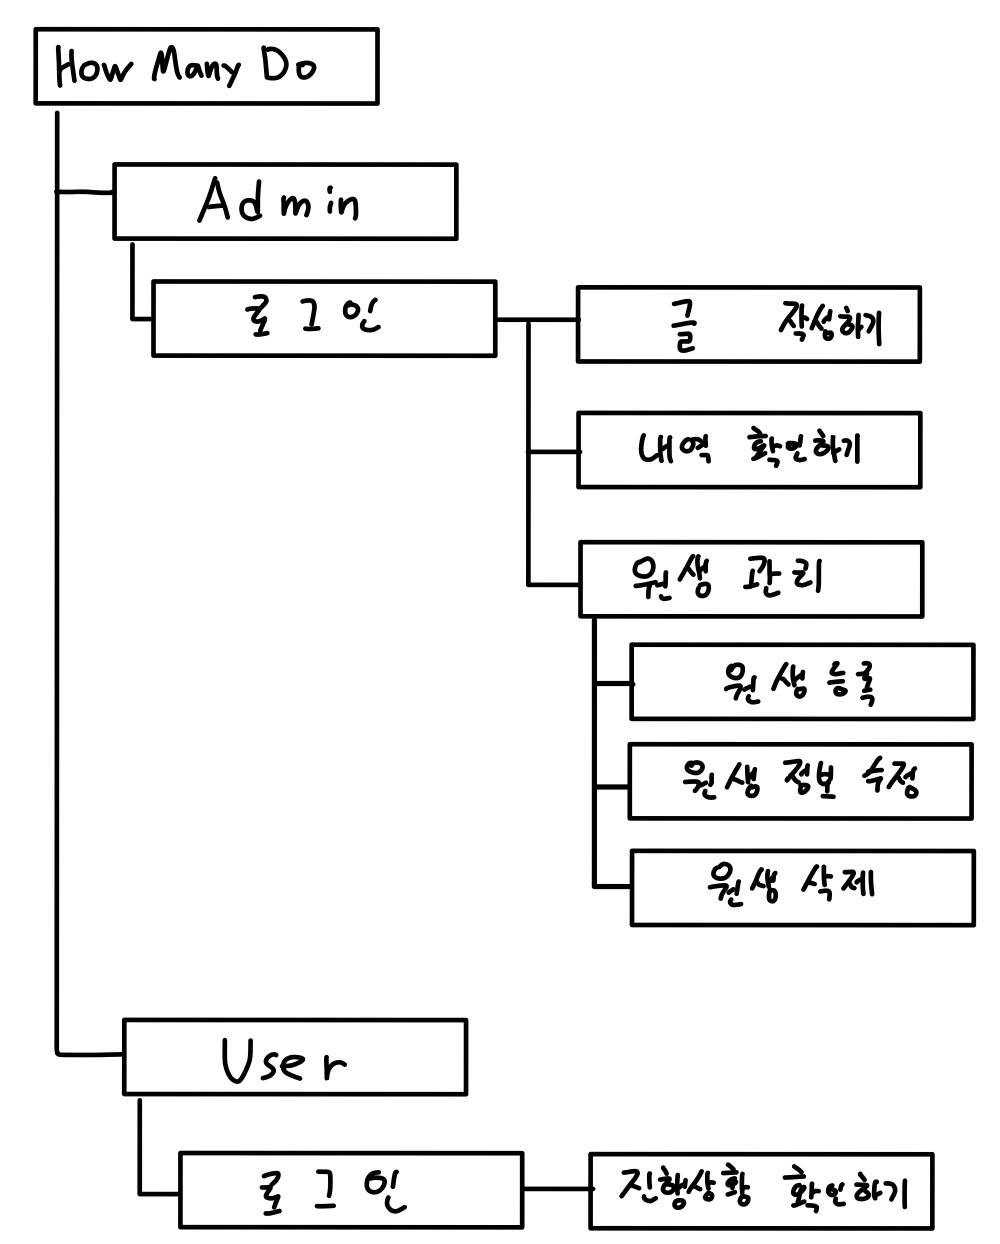 How Many Do
Admin
로그인
글 작성하기
내역 확인하기
원생 관리
원생 등록
원생 정보 수정
원생 삭제
User
로그인
진행상황 확인하기